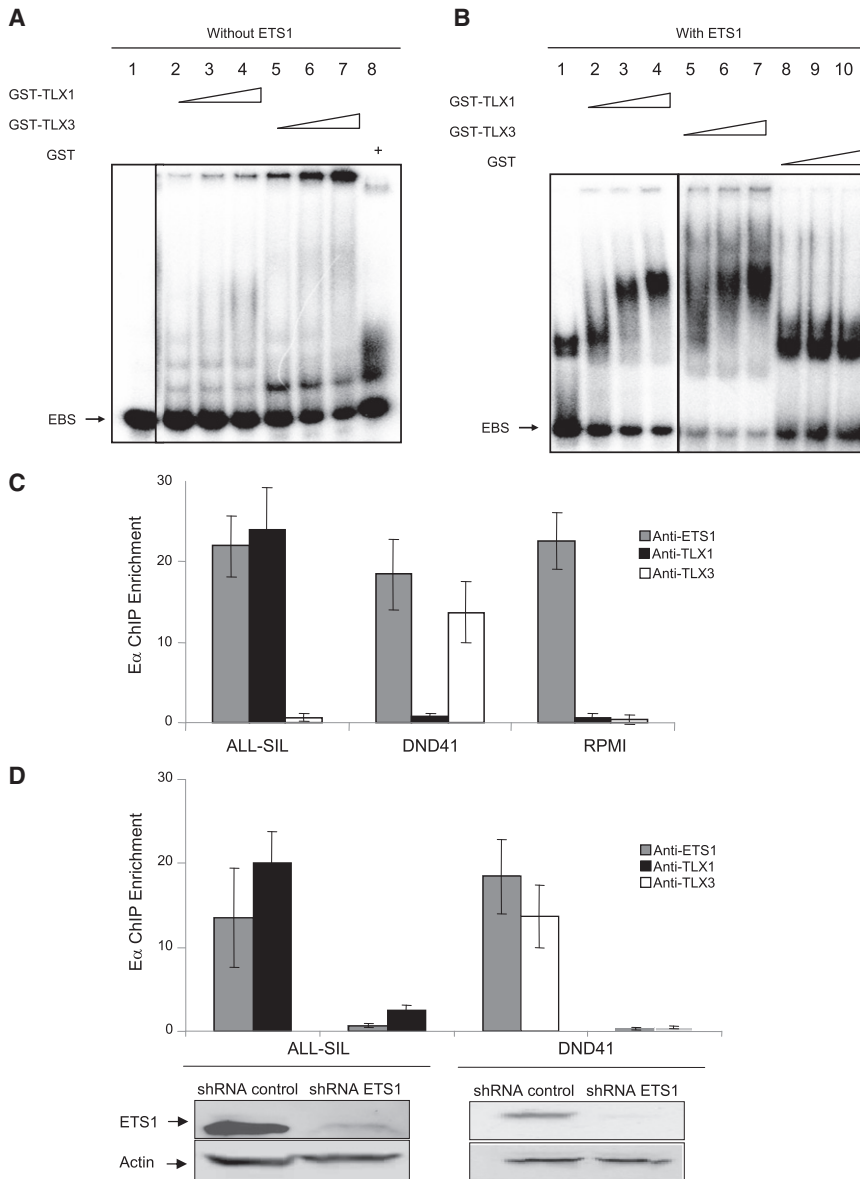 A
Without ETS1
1 2 3 4 5 6 7 8
GST-TLX1
GST-TLX3
GST +
EBS
B
With ETS1
1 2 3 4 5 6 7 8 9 10
GST-TLX1
GST-TLX3
GST
EBS
C
Eα ChIP Enrichment
30
20
10
0
Anti-ETS1
Anti-TLX1
Anti-TLX3
ALL-SIL DND41 RPMI
D
Eα ChIP Enrichment
30
20
10
0
Anti-ETS1
Anti-TLX1
Anti-TLX3
ALL-SIL DND41
shRNA control shRNA ETS1 shRNA control shRNA ETS1
ETS1
Actin